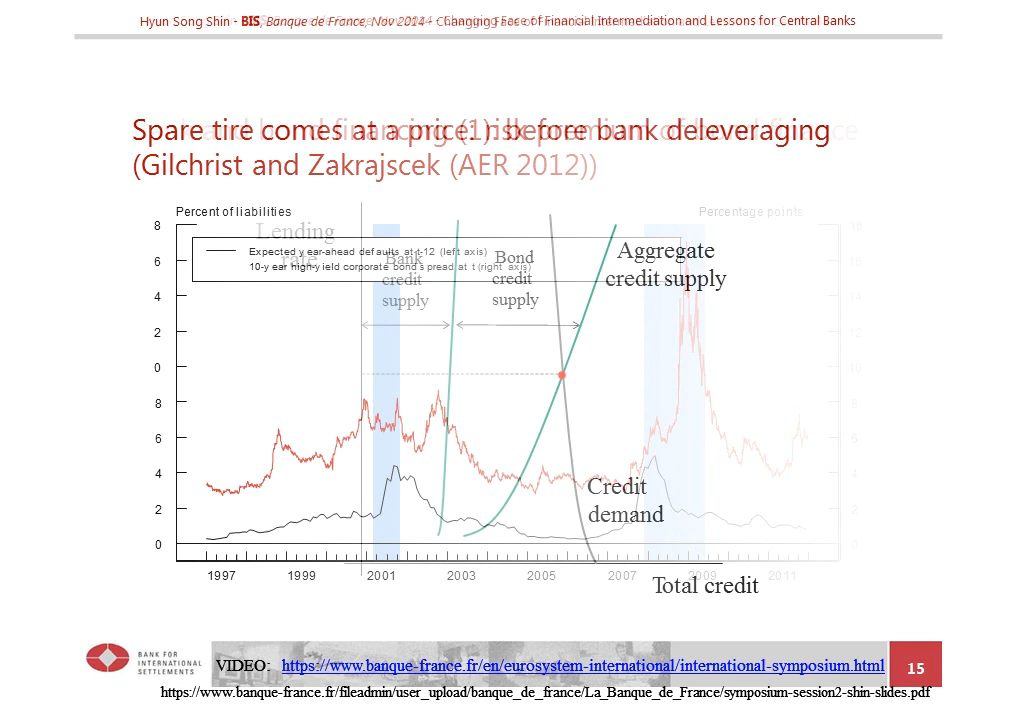 Hyun Song Shin - BIS, Banque de France, Nov 2014 - Changing Face of Financial Intermediation and Lessons for Central Banks
Spare tire comes at a price: risk before bank deleveraging
(Gilchrist and Zakrajscek (AER 2012))
Percent of liabilities
Percentage points
Lending
rate
Expected year-ahead defaults at t-12 (left axis)
10-year high-yield corporate bond spread at t (right axis)
Bank
credit
supply
Bond
credit
supply
Aggregate
credit supply
8
6
4
2
0
8
6
4
2
0
16
14
12
8
6
4
2
0
Credit
demand
1997 1999 2001 2003 2005 2007 2009 2011
Total credit
BANK FOR
INTERNATIONAL
SETTLEMENTS
VIDEO: https://www.banque-france.fr/en/eurosystem-international/international-symposium.html
15
https://www.banque-france.fr/fileadmin/user_upload/banque_de_france/La_Banque_de_France/symposium-session2-shin-slides.pdf